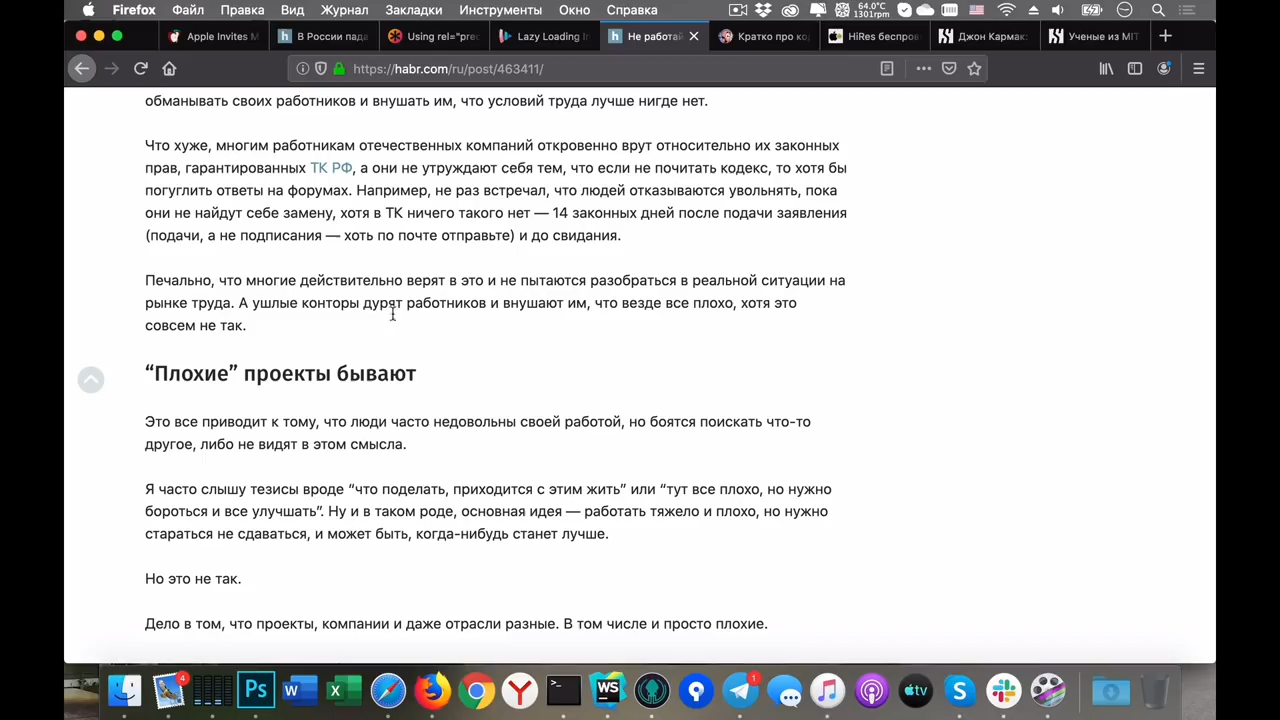 Firefox Файл Правка Вид Журнал Закладки Инструменты Окно Справка
64.0°C
1301rpm
Apple Invites M
В России пада
Using rel="prec
Lazy Loading In
Не работай
Кратко про ко
HiRes беспров
Джон Кармак:
Ученые из MIT
https://habr.com/ru/post/463411/
обманывать своих работников и внушать им, что условий труда лучше нигде нет.
Что хуже, многим работникам отечественных компаний откровенно врут относительно их законных
прав, гарантированных ТК РФ, а они не утруждают себя тем, что если не почитать кодекс, то хотя бы
погуглить ответы на форумах. Например, не раз встречал, что людей отказываются увольнять, пока
они не найдут себе замену, хотя в ТК ничего такого нет — 14 законных дней после подачи заявления
(подачи, а не подписания — хоть по почте отправьте) и до свидания.
Печально, что многие действительно верят в это и не пытаются разобраться в реальной ситуации на
рынке труда. А ушлые конторы дурят работников и внушают им, что везде все плохо, хотя это
совсем не так.
“Плохие” проекты бывают
Это все приводит к тому, что люди часто недовольны своей работой, но боятся поискать что-то
другое, либо не видят в этом смысла.
Я часто слышу тезисы вроде “что поделать, приходится с этим жить” или “тут все плохо, но нужно
бороться и все улучшать”. Ну и в таком роде, основная идея — работать тяжело и плохо, но нужно
стараться не сдаваться, и может быть, когда-нибудь станет лучше.
Но это не так.
Дело в том, что проекты, компании и даже отрасли разные. В том числе и просто плохие.
4
Ps
W
X
Y
WS
1
tv
S